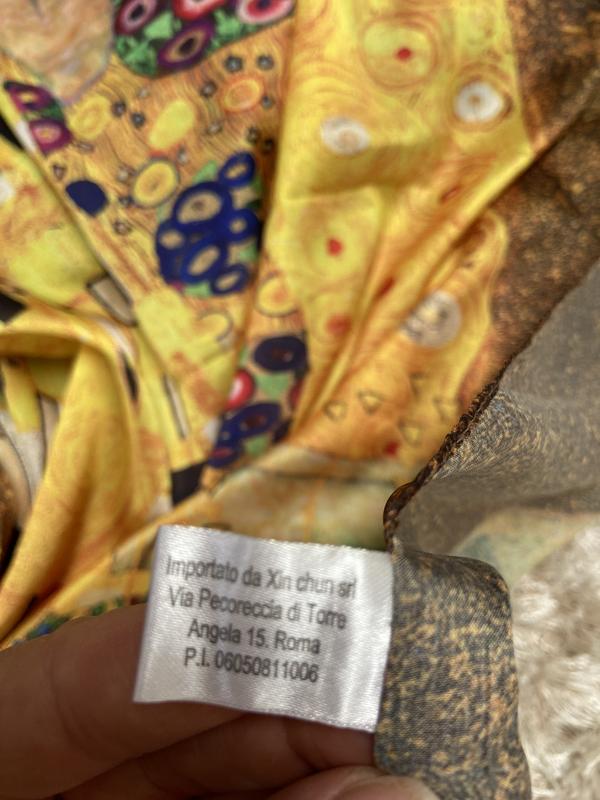 Importato da Xin chun srl
Via Pecoreccia di Torre
Angela 15. Roma
P.I. 06050811006